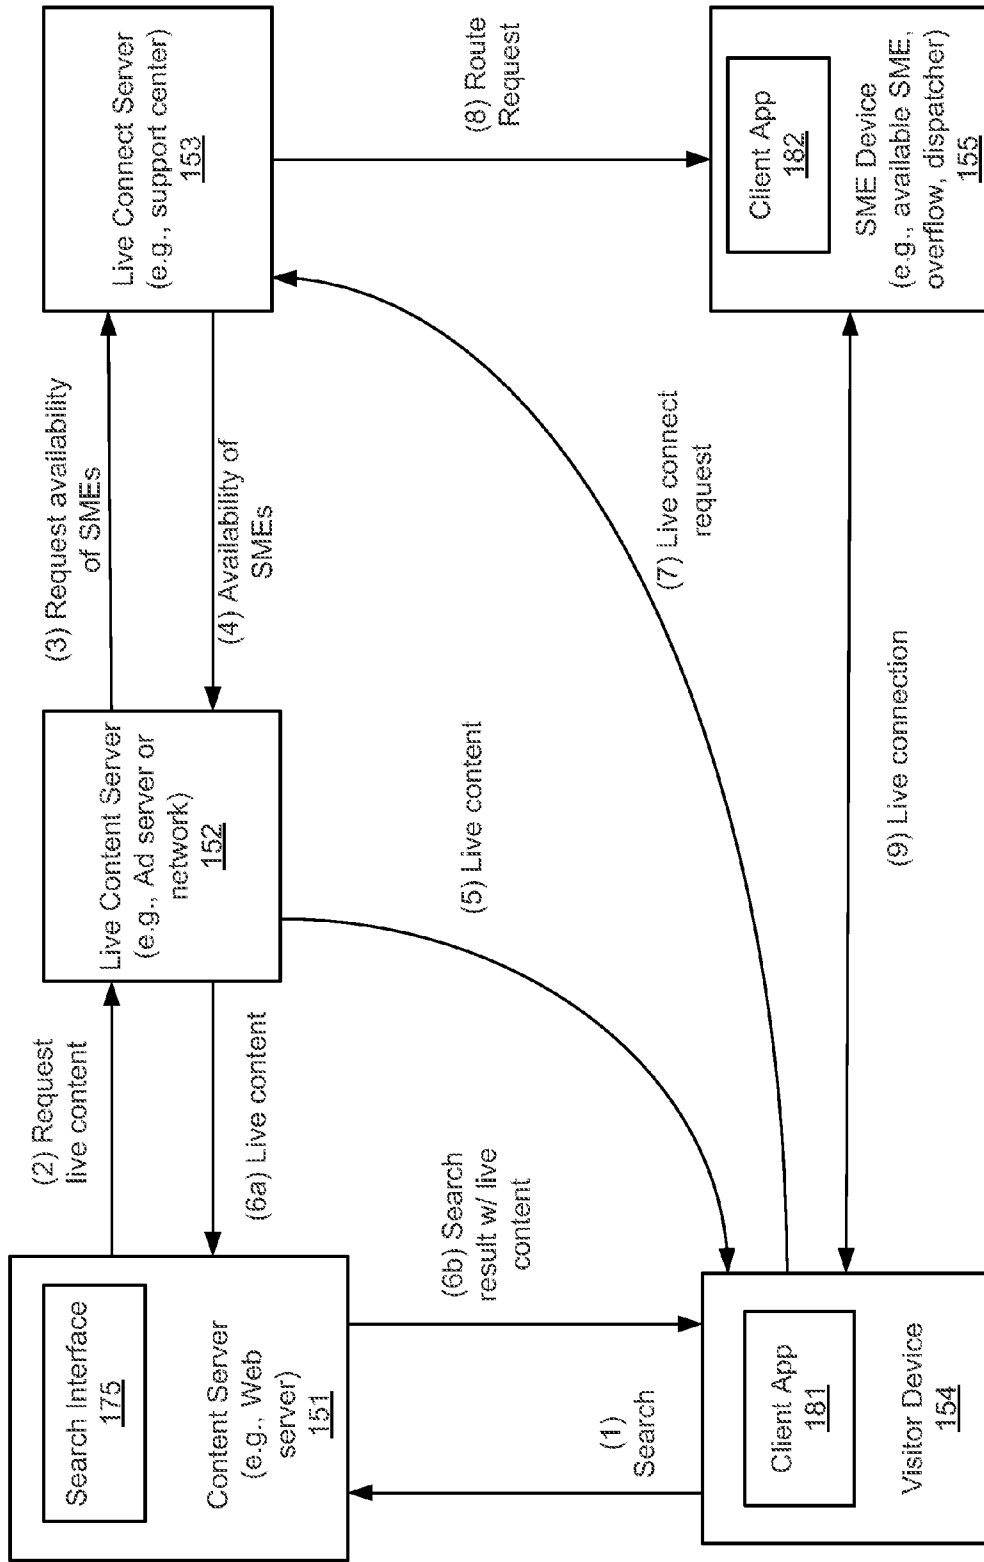 Search Interface
175
Content Server
(e.g., Web
server)
151
(2) Request
live content
(6a) Live content
Live Content Server
(e.g., Ad server or
network)
152
(3) Request availability
of SMEs
(4) Availability of
SMEs
Live Connect Server
(e.g., support center)
153
(1)
Search
(6b) Search
result w/ live
content
(5) Live content
(7) Live connect
request
(8) Route
Request
Client App
181
Visitor Device
154
(9) Live connection
Client App
182
SME Device
(e.g., available SME,
overflow, dispatcher)
155